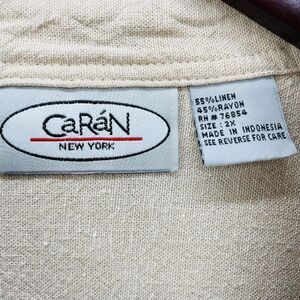 CaRáN
NEW YORK
55%LINEN
45%RAYON
RN # 76854
SIZE : 2X
MADE IN INDONESIA
SEE REVERSE FOR CARE